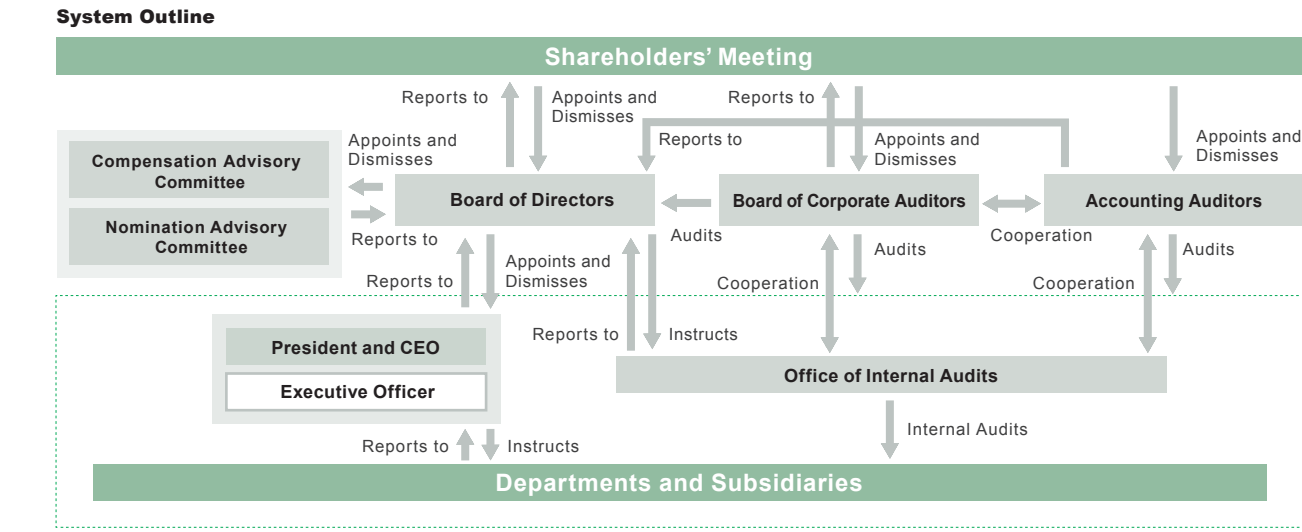 System Outline
Shareholders’ Meeting
Reports to
Appoints and
Dismisses
Reports to
Appoints and
Dismisses
Reports to
Appoints and
Dismisses
Appoints and
Dismisses
Compensation Advisory
Committee
Nomination Advisory
Committee
Board of Directors
Board of Corporate Auditors
Accounting Auditors
Reports to
Audits
Cooperation
Reports to
Appoints and
Dismisses
Cooperation
Audits
Cooperation
Audits
Reports to
Instructs
President and CEO
Executive Officer
Office of Internal Audits
Reports to
Instructs
Internal Audits
Departments and Subsidiaries